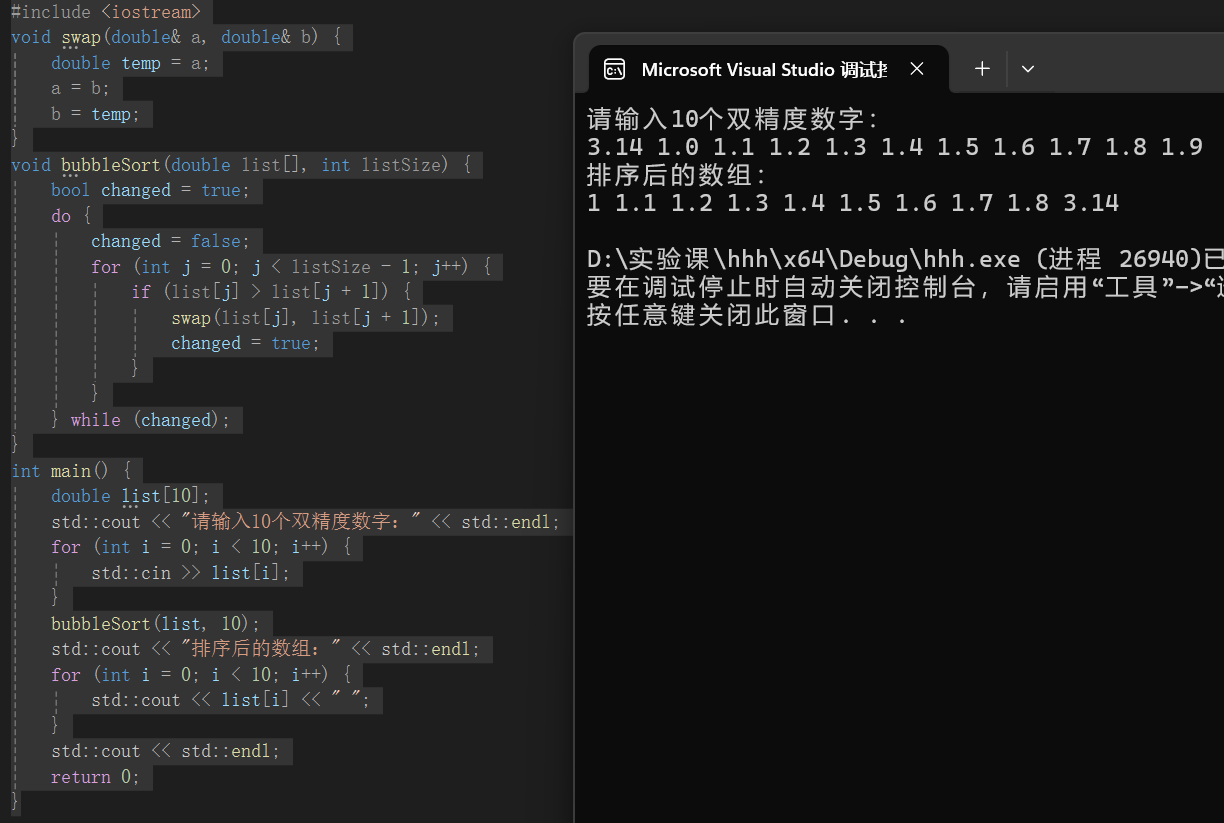 #include <iostream>
void swap(double& a, double& b) {
    double temp = a;
    a = b;
    b = temp;
}
void bubbleSort(double list[], int listSize) {
    bool changed = true;
    do {
        changed = false;
        for (int j = 0; j < listSize - 1; j++) {
            if (list[j] > list[j + 1]) {
                swap(list[j], list[j + 1]);
                changed = true;
            }
        }
    } while (changed);
}
int main() {
    double list[10];
    std::cout << "请输入10个双精度数字：" << std::endl;
    for (int i = 0; i < 10; i++) {
        std::cin >> list[i];
    }
    bubbleSort(list, 10);
    std::cout << "排序后的数组：" << std::endl;
    for (int i = 0; i < 10; i++) {
        std::cout << list[i] << " ";
    }
    std::cout << std::endl;
    return 0;
}
Microsoft Visual Studio 调试
请输入10个双精度数字：
3.14 1.0 1.1 1.2 1.3 1.4 1.5 1.6 1.7 1.8 1.9
排序后的数组：
1 1.1 1.2 1.3 1.4 1.5 1.6 1.7 1.8 3.14
D:\实验课\hhh\x64\Debug\hhh.exe (进程 26940)已
要在调试停止时自动关闭控制台，请启用“工具”->“
按任意键关闭此窗口. . .